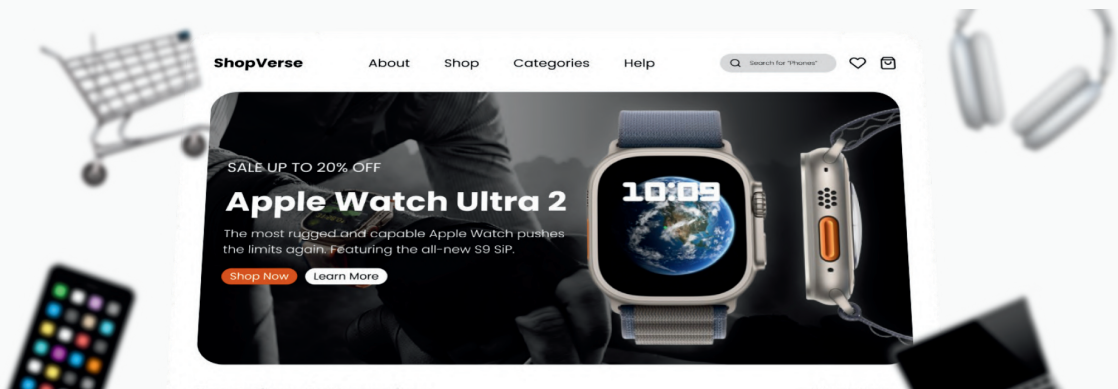 ShopVerse
About
Shop
Categories
Help
Search for "Phones"
SALE UP TO 20% OFF
Apple Watch Ultra 2
10:09
The most rugged and capable Apple Watch pushes
the limits again. Featuring the all-new S9 SiP.
Shop Now
Learn More